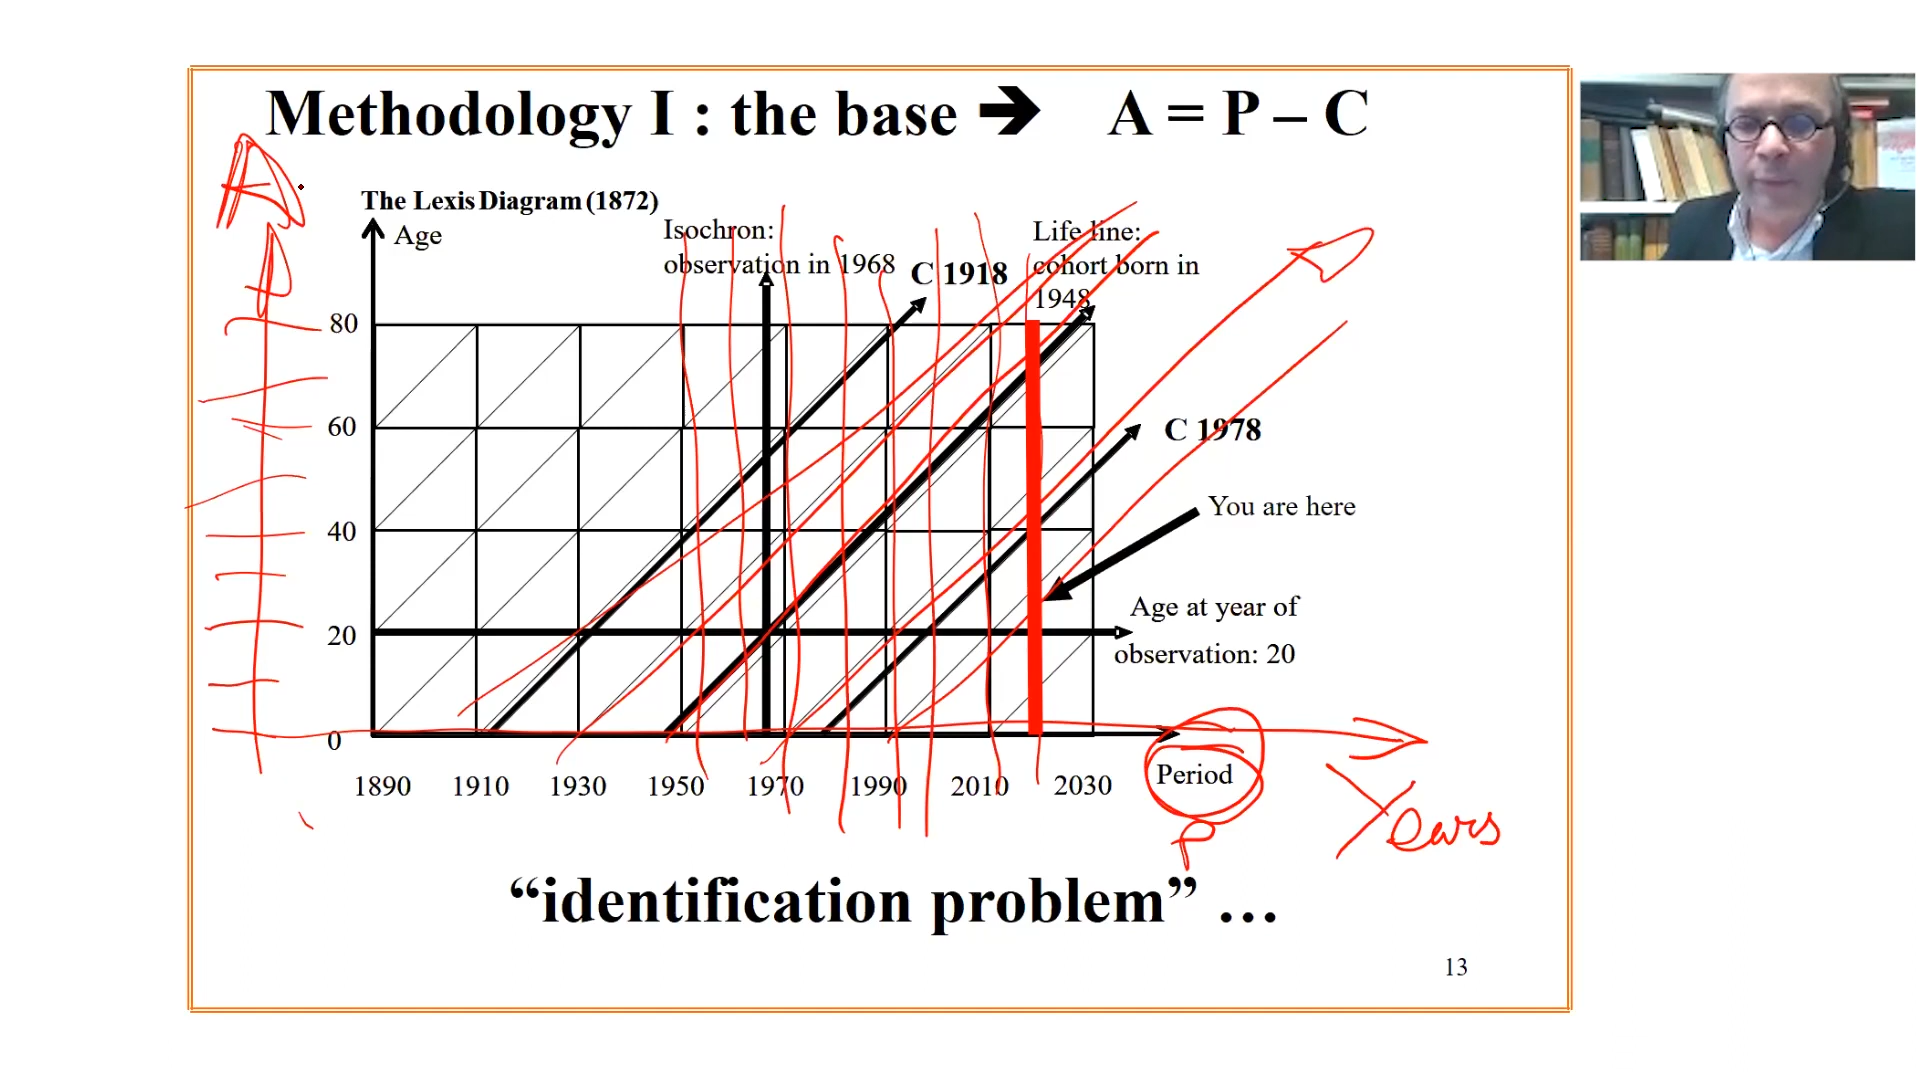 Methodology I : the base ➔ A = P – C
A
The Lexis Diagram (1872)
Age
Isochron:
observation in 1968
C 1918
Life line:
cohort born in
1948
80
60
C 1978
You are here
40
Age at year of
observation: 20
20
0
1890 1910 1930 1950 1970 1990 2010 2030
Period
P
Years
“identification problem” …
13